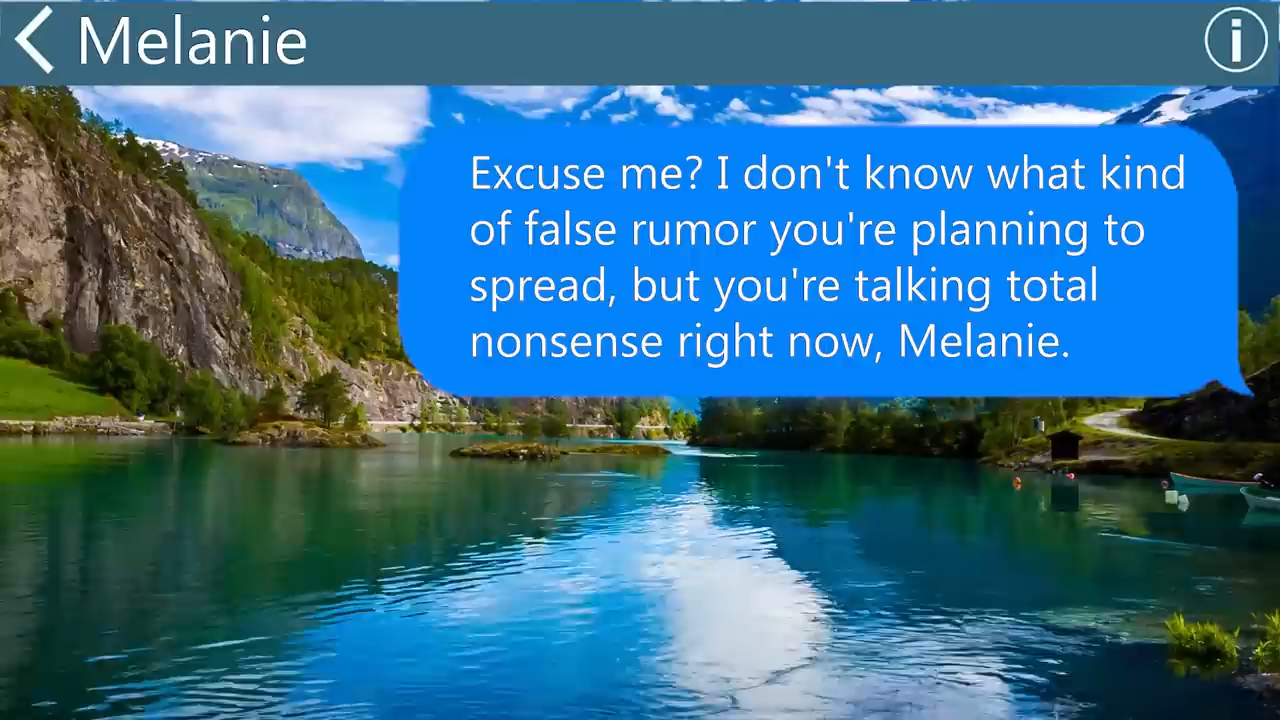 Melanie
Excuse me? I don't know what kind
of false rumor you're planning to
spread, but you're talking total
nonsense right now, Melanie.